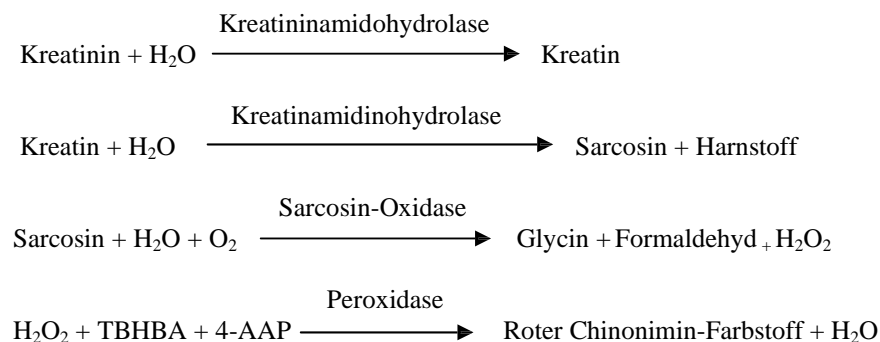 Kreatininamidohydrolase
Kreatinin + H₂O Kreatin
Kreatinamidinohydrolase
Kreatin + H₂O Sarcosin + Harnstoff
Sarcosin-Oxidase
Sarcosin + H₂O + O₂ Glycin + Formaldehyd + H₂O₂
Peroxidase
H₂O₂ + TBHBA + 4-AAP Roter Chinonimin-Farbstoff + H₂O